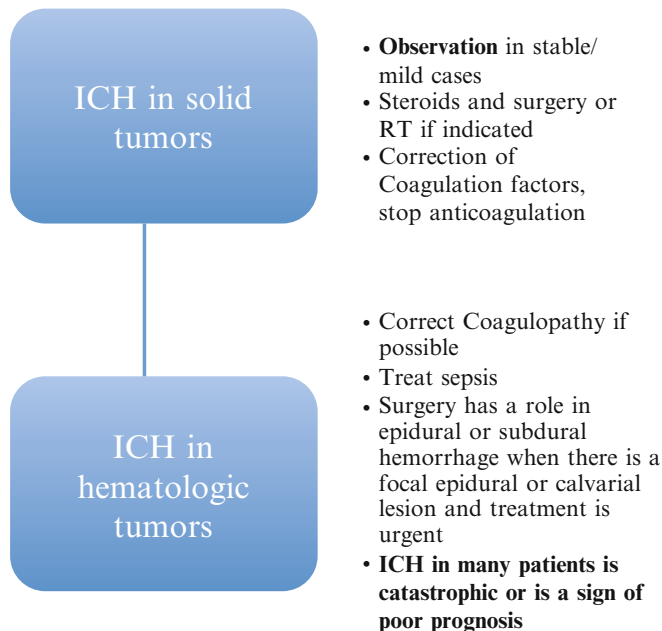 ICH in solid
tumors
• Observation in stable/
mild cases
• Steroids and surgery or
RT if indicated
• Correction of
Coagulation factors,
stop anticoagulation
ICH in
hematologic
tumors
• Correct Coagulopathy if
possible
• Treat sepsis
• Surgery has a role in
epidural or subdural
hemorrhage when there is a
focal epidural or calvarial
lesion and treatment is
urgent
• ICH in many patients is
catastrophic or is a sign of
poor prognosis